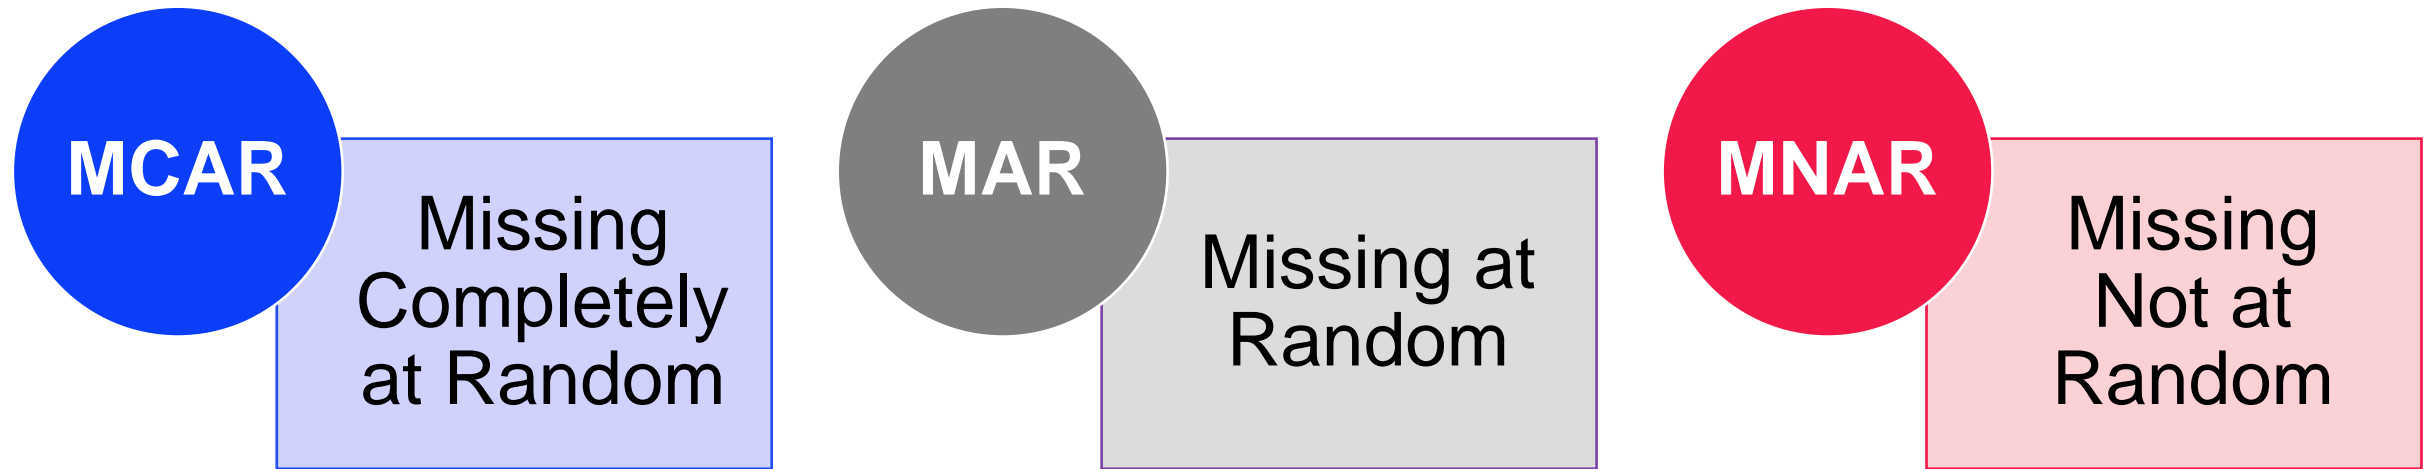 MCAR
Missing
Completely
at Random
MAR
Missing at
Random
MNAR
Missing
Not at
Random